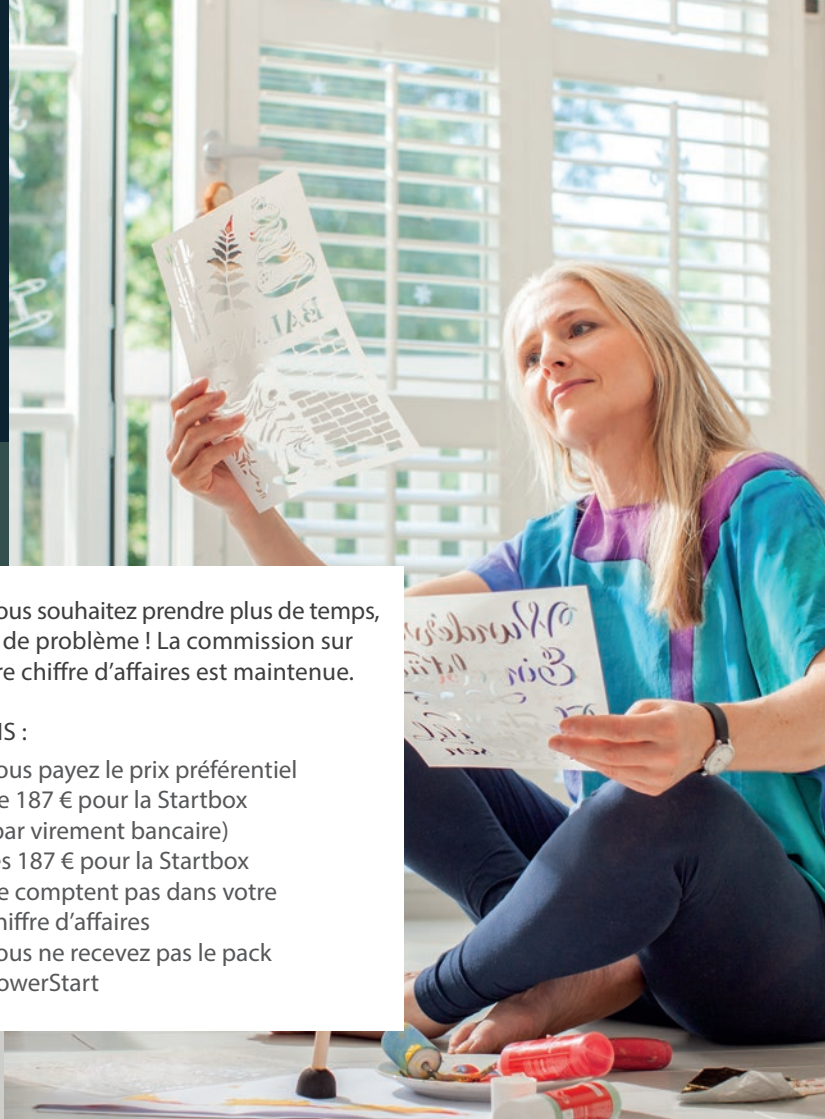 ous souhaitez prendre plus de temps,
de problème ! La commission sur
re chiffre d'affaires est maintenue.
IS :
ous payez le prix préférentiel
e 187 € pour la Startbox
par virement bancaire)
es 187 € pour la Startbox
e comptent pas dans votre
hiffre d'affaires
ous ne recevez pas le pack
owerStart